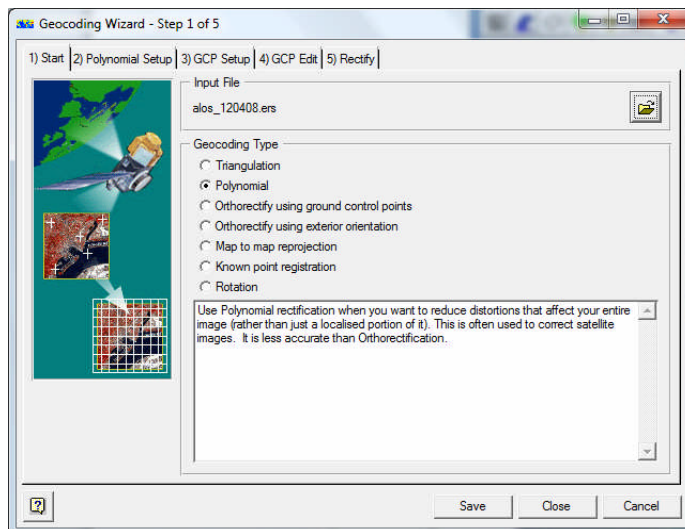 Geocoding Wizard - Step 1 of 5
1) Start
2) Polynomial Setup
3) GCP Setup
4) GCP Edit
5) Rectify
Input File
alos_120408.ers
Geocoding Type
Triangulation
Polynomial
Orthorectify using ground control points
Orthorectify using exterior orientation
Map to map reprojection
Known point registration
Rotation
Use Polynomial rectification when you want to reduce distortions that affect your entire
image (rather than just a localised portion of it). This is often used to correct satellite
images. It is less accurate than Orthorectification.
Save
Close
Cancel